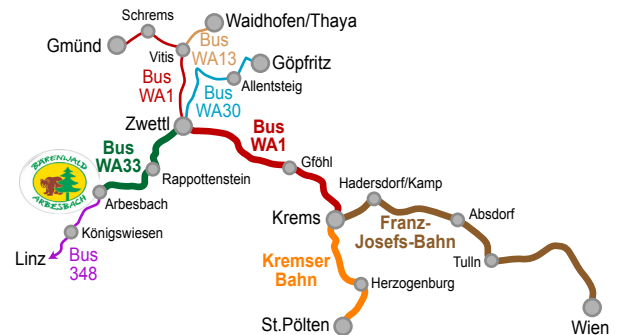 Schrems
Waidhofen/Thaya
Gmünd
Vitis
Bus
WA13
Göpfritz
Bus
WA1
Allentsteig
Bus
WA30
Zwettl
Bus
WA1
Bus
WA33
Gföhl
BÄRENWALD
ARBESBACH
Rappottenstein
Hadersdorf/Kamp
Arbesbach
Krems
Absdorf
Franz-
Josefs-Bahn
Königswiesen
Linz
Bus
348
Kremser
Bahn
Tulln
Herzogenburg
St.Pölten
Wien